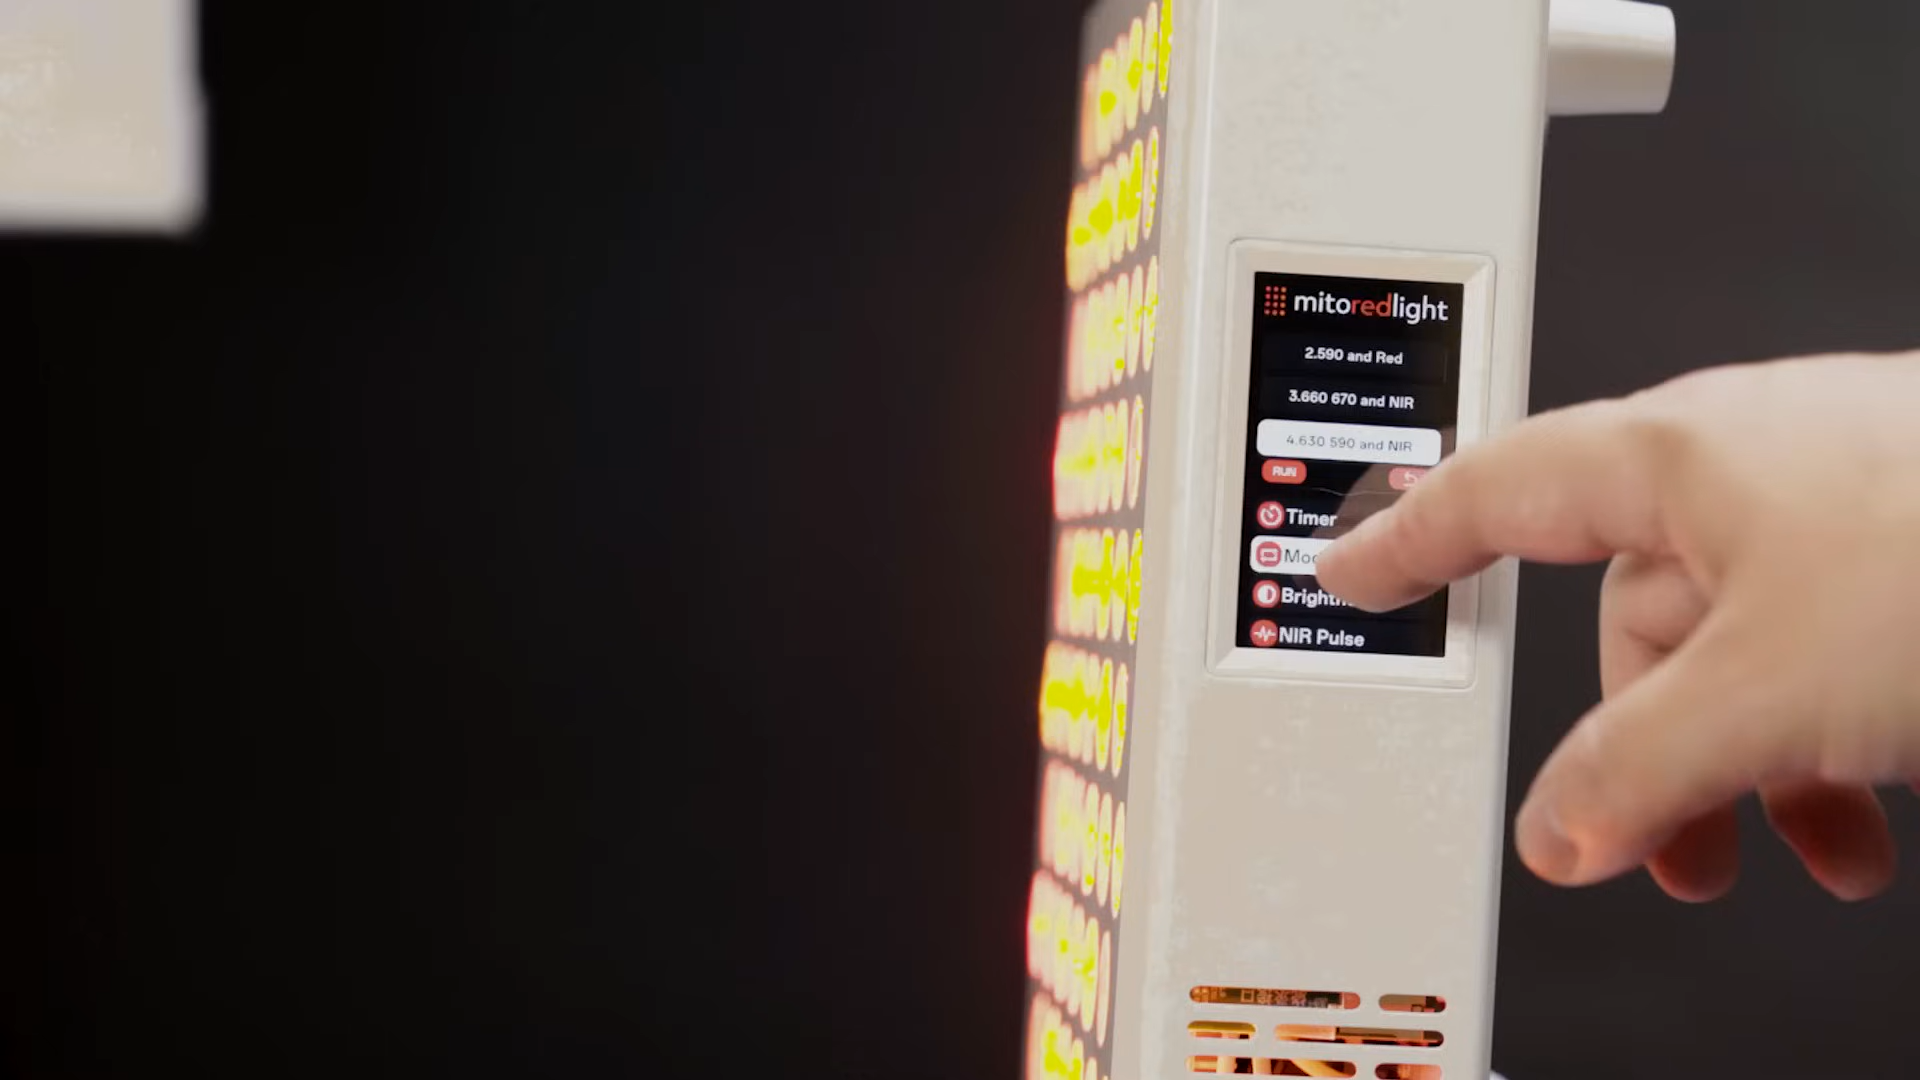 mitoredlight
2.590 and Red
3.660 670 and NIR
4.630 590 and NIR
RUN
Timer
NIR Pulse